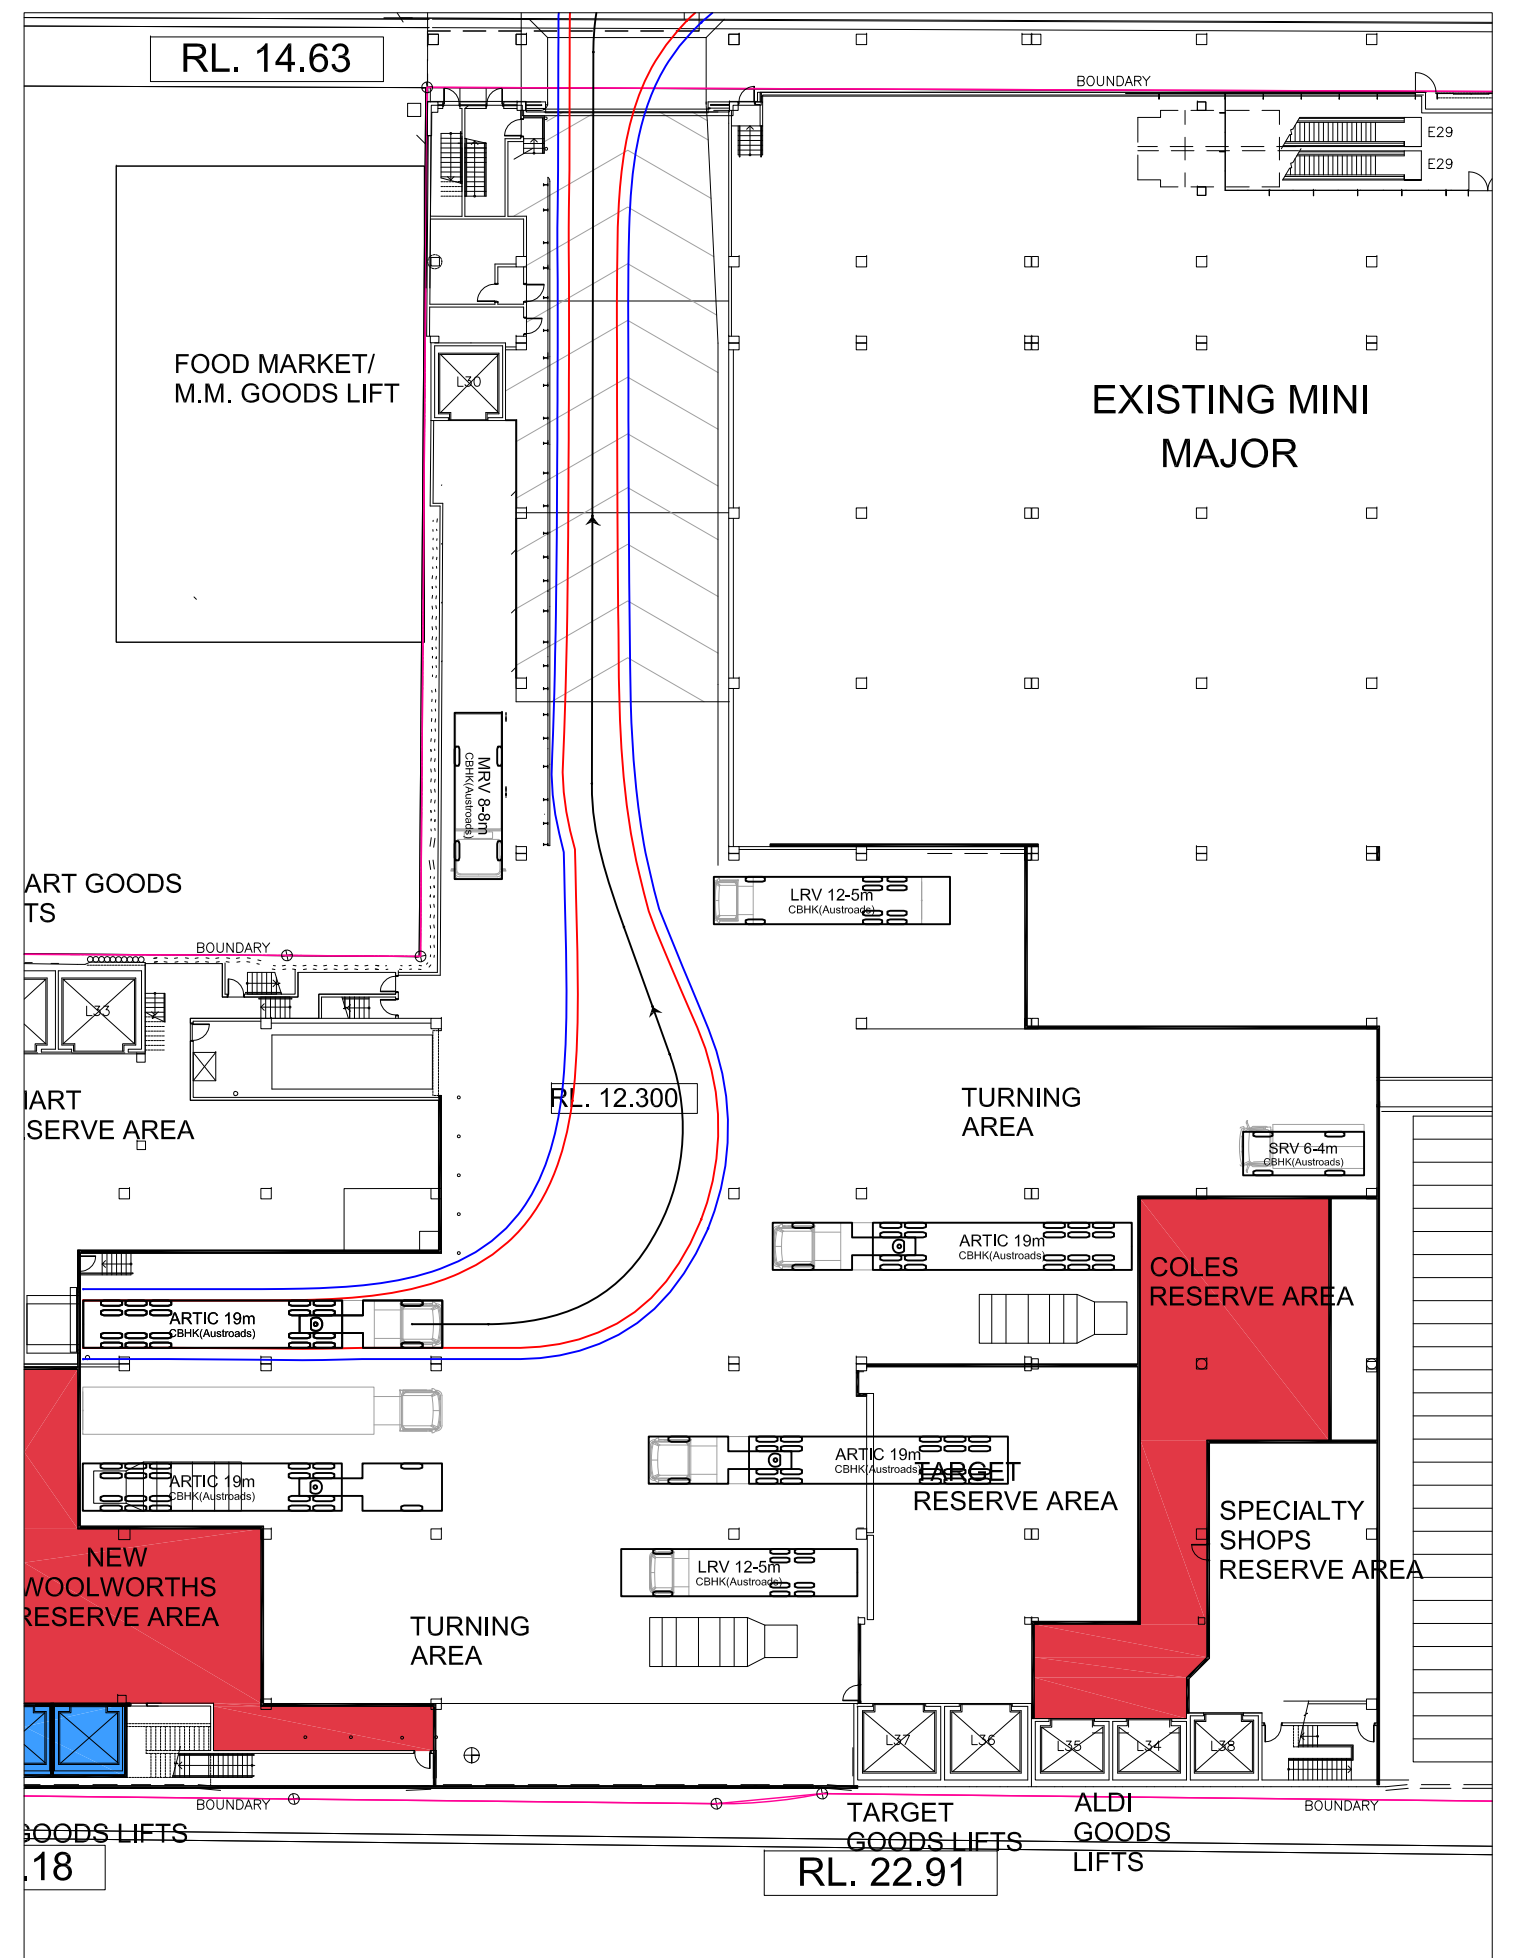 RL. 14.63
BOUNDARY
E29
E29
FOOD MARKET/
M.M. GOODS LIFT
L30
EXISTING MINI
MAJOR
MRV 8-8m
CBHK(Austroads)
ART GOODS
TS
LRV 12-5m
CBHK(Austroads)
BOUNDARY
L33
RL. 12.300
IART
SERVE AREA
TURNING
AREA
SRV 6-4m
CBHK(Austroads)
ARTIC 19m
CBHK(Austroads)
COLES
RESERVE AREA
ARTIC 19m
CBHK(Austroads)
ARTIC 19m
CBHK(Austroads)
TARGET
RESERVE AREA
ARTIC 19m
CBHK(Austroads)
SPECIALTY
SHOPS
RESERVE AREA
NEW
WOOLWORTHS
RESERVE AREA
LRV 12-5m
CBHK(Austroads)
TURNING
AREA
L37
L36
L35
L34
L38
BOUNDARY
BOUNDARY
TARGET
GOODS LIFTS
ALDI
GOODS
LIFTS
GOODS LIFTS
.18
RL. 22.91